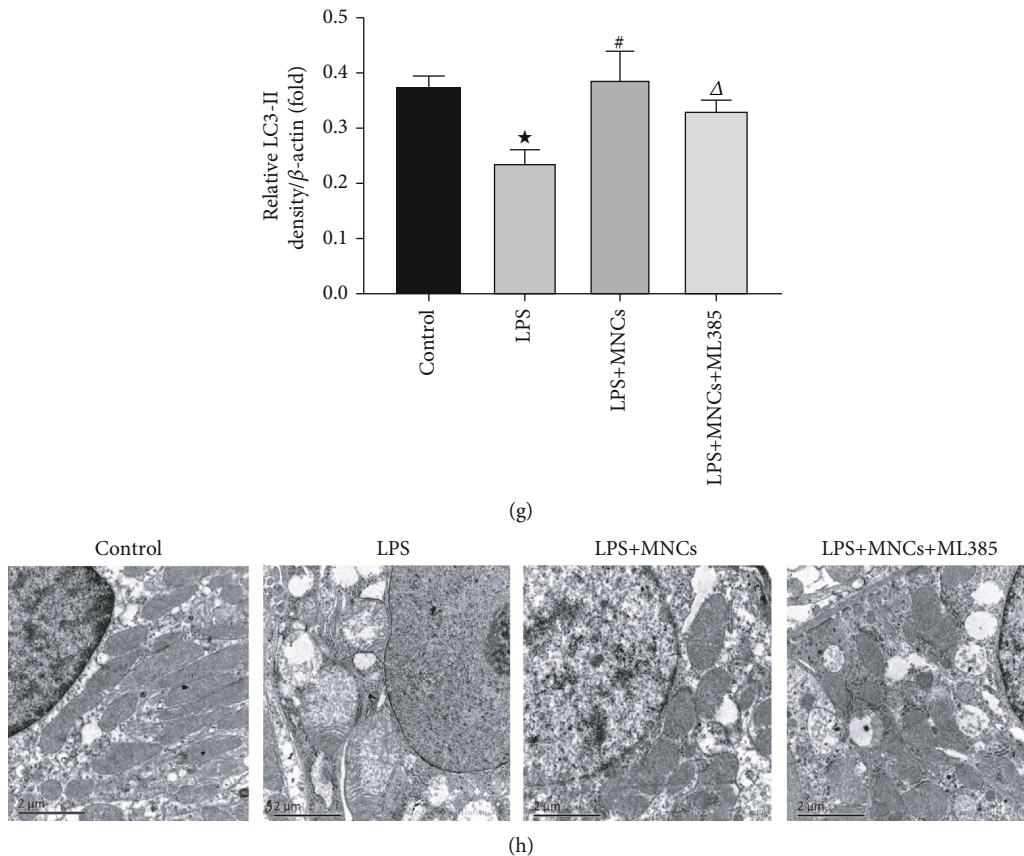 0.5
0.4
0.3
0.2
0.1
0.0
Relative LC3-II
density/β-actin (fold)
★
#
Δ
Control
LPS
LPS+MNCs
LPS+MNCs+ML385
(g)
Control
LPS
LPS+MNCs
LPS+MNCs+ML385
2 μm
2 μm
2 μm
2 μm
(h)